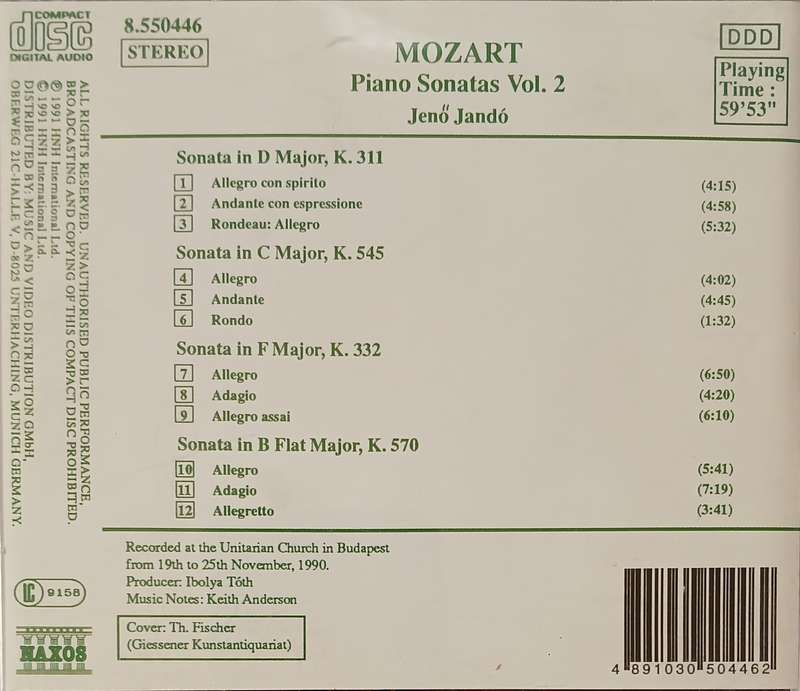 COMPACT
disc
DIGITAL AUDIO
8.550446
STEREO
MOZART
Piano Sonatas Vol. 2
Jenő Jandó
DDD
Playing
Time :
59'53"
ALL RIGHTS RESERVED. UNAUTHORISED PUBLIC PERFORMANCE,
BROADCASTING AND COPYING OF THIS COMPACT DISC PROHIBITED.
℗ 1991 HNH International Ltd.
© 1991 HNH International Ltd.
DISTRIBUTED BY: MUSIC AND VIDEO DISTRIBUTION GMbH,
OBERWEG 21C-HALLE V, D-8025 UNTERHACHING, MUNICH GERMANY.
Sonata in D Major, K. 311
1 Allegro con spirito (4:15)
2 Andante con espressione (4:58)
3 Rondeau: Allegro (5:32)
Sonata in C Major, K. 545
4 Allegro (4:02)
5 Andante (4:45)
6 Rondo (1:32)
Sonata in F Major, K. 332
7 Allegro (6:50)
8 Adagio (4:20)
9 Allegro assai (6:10)
Sonata in B Flat Major, K. 570
10 Allegro (5:41)
11 Adagio (7:19)
12 Allegretto (3:41)
Recorded at the Unitarian Church in Budapest
from 19th to 25th November, 1990.
Producer: Ibolya Tóth
Music Notes: Keith Anderson
Cover: Th. Fischer
(Giessener Kunstantiquariat)
LC 9158
NAXOS
4 891030 504462